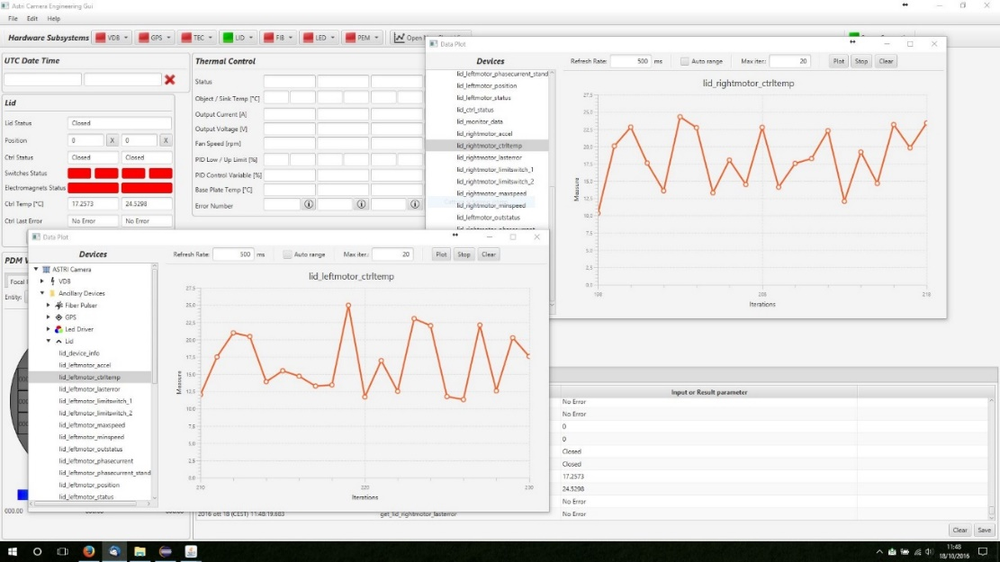 Astri Camera Engineering Gui
File Edit Help
Hardware Subsystems VDB GPS TEC LID FIB LED PEM Open
UTC Date Time
Lid
Lid Status Closed
Position 0 X 0 X
Ctrl Status Closed Closed
Switches Status
Electromagnets Status
Ctrl Temp [°C] 17.2573 24.5298
Ctrl Last Error No Error No Error
PDM
Focal
Entity:
000.00
Thermal Control
Status
Object / Sink Temp [°C]
Output Current [A]
Output Voltage [V]
Fan Speed [rpm]
PID Low / Up Limit [%]
PID Control Variable [%]
Base Plate Temp [°C]
Error Number
Data Plot
Devices
Refresh Rate: 500 ms Auto range Max iter.: 20 Plot Stop Clear
lid_leftmotor_phasecurrent_stand
lid_leftmotor_position
lid_leftmotor_status
lid_ctrl_status
lid_monitor_data
lid_rightmotor_accel
lid_rightmotor_ctrltemp
lid_rightmotor_lasterror
lid_rightmotor_limitswitch_1
lid_rightmotor_limitswitch_2
lid_rightmotor_maxspeed
lid_rightmotor_minspeed
lid_leftmotor_outstatus
lid_rightmotor_phasecurrent
lid_rightmotor_ctrltemp
Measure
27.5
25.0
22.5
20.0
17.5
15.0
12.5
10.0
7.5
5.0
2.5
0.0
198 208 218
Iterations
Data Plot
Devices
Refresh Rate: 500 ms Auto range Max iter.: 20 Plot Stop Clear
ASTRI Camera
VDB
Ancillary Devices
Fiber Pulser
GPS
Led Driver
Lid
lid_device_info
lid_leftmotor_accel
lid_leftmotor_ctrltemp
lid_leftmotor_lasterror
lid_leftmotor_limitswitch_1
lid_leftmotor_limitswitch_2
lid_leftmotor_maxspeed
lid_leftmotor_minspeed
lid_leftmotor_outstatus
lid_leftmotor_phasecurrent
lid_leftmotor_phasecurrent_stand
lid_leftmotor_position
lid_leftmotor_status
lid_leftmotor_ctrltemp
Measure
27.5
25.0
22.5
20.0
17.5
15.0
12.5
10.0
7.5
5.0
2.5
0.0
210 220 230
Iterations
Input or Result parameter
No Error
No Error
0
0
Closed
Closed
17.2573
24.5298
No Error
No Error
2016 ott 18 (CEST) 11:48:19.683 get_lid_rightmotor_lasterror
Clear Save
11:48
18/10/2016